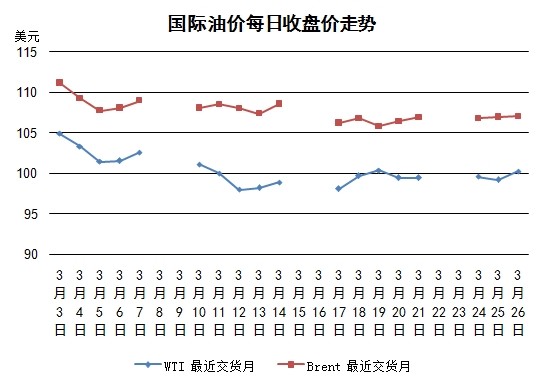 国际油价每日收盘价走势
美元
115
110
105
100
95
90
3月3日
3月4日
3月5日
3月6日
3月7日
3月8日
3月9日
3月10日
3月11日
3月12日
3月13日
3月14日
3月15日
3月16日
3月17日
3月18日
3月19日
3月20日
3月21日
3月22日
3月23日
3月24日
3月25日
3月26日
WTI 最近交货月
Brent 最近交货月